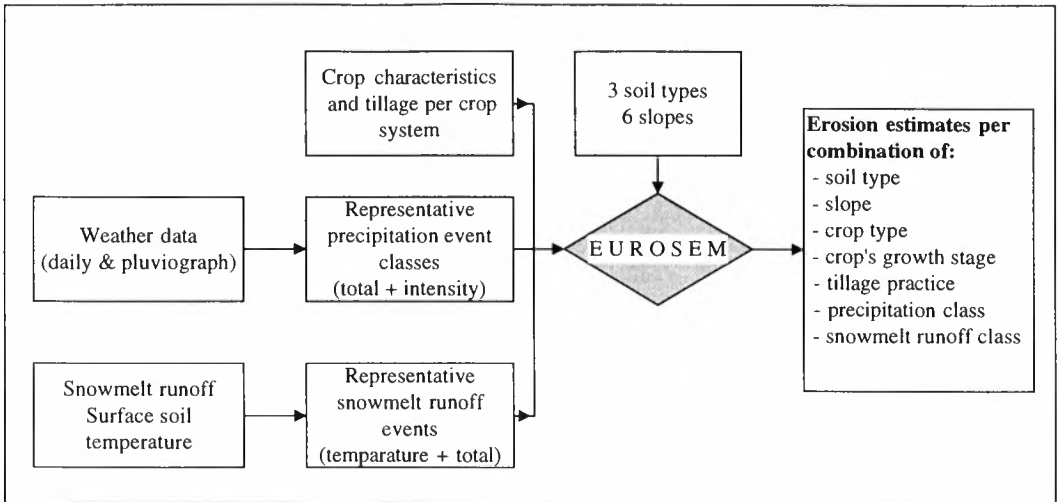 Crop characteristics
and tillage per crop
system
3 soil types
6 slopes
Weather data
(daily & pluviograph)
Representative
precipitation event
classes
(total + intensity)
E U R O S E M
Erosion estimates per
combination of:
- soil type
- slope
- crop type
- crop's growth stage
- tillage practice
- precipitation class
- snowmelt runoff class
Snowmelt runoff
Surface soil
temperature
Representative
snowmelt runoff
events
(temparature + total)